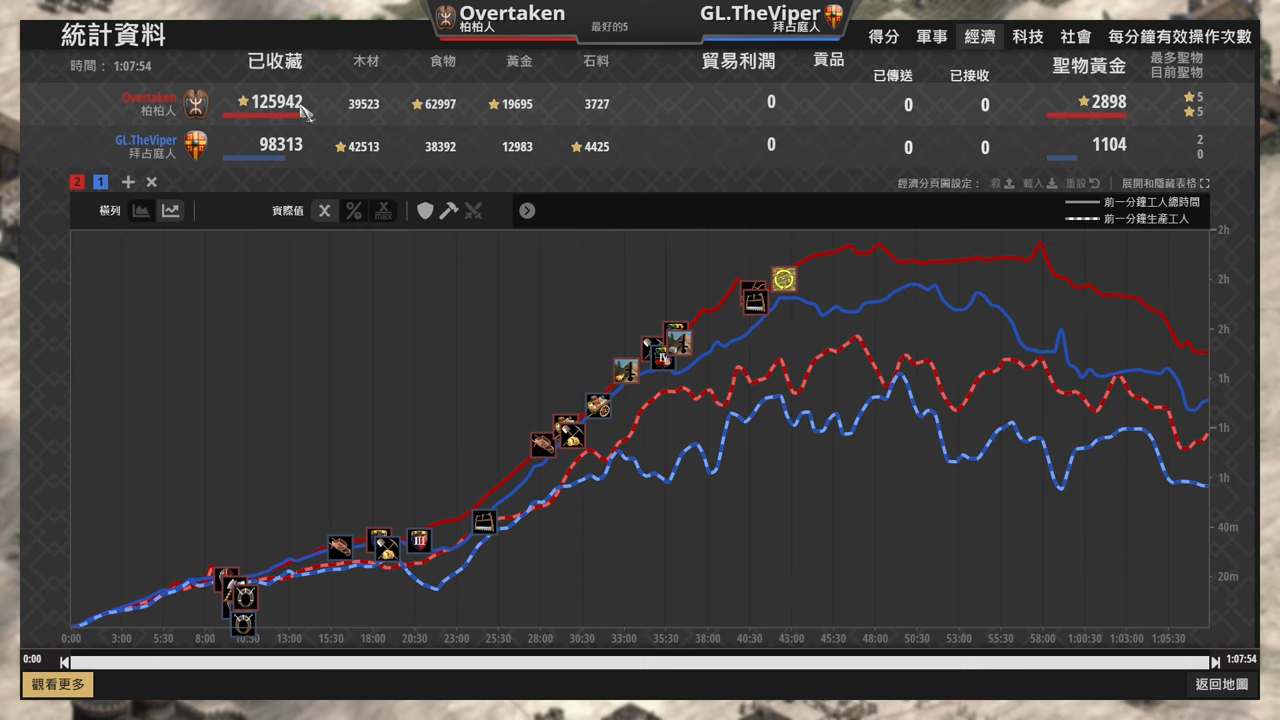 Overtaken
柏柏人
最好的5
GL.TheViper
拜占庭人
統計資料
得分 軍事 經濟 科技 社會 每分鐘有效操作次數
時間： 1:07:54
已收藏 木材 食物 黃金 石料 貿易利潤 貢品 已傳送 已接收 聖物黃金 最多聖物
目前聖物
Overtaken
柏柏人
125942 39523 62997 19695 3727 0 0 0 2898 5
5
GL.TheViper
拜占庭人
98313 42513 38392 12983 4425 0 0 0 1104 2
0
2 1
經濟分頁圖設定： 載入 重設 展開和隱藏表格
橫列 實際值 X % X
max
前一分鐘工人總時間
前一分鐘生產工人
2h
2h
2h
1h
1h
1h
40m
20m
IV
III
0:00 3:00 5:30 8:00 10:30 13:00 15:30 18:00 20:30 23:00 25:30 28:00 30:30 33:00 35:30 38:00 40:30 43:00 45:30 48:00 50:30 53:00 55:30 58:00 1:00:30 1:03:00 1:05:30
0:00 1:07:54
觀看更多 返回地圖